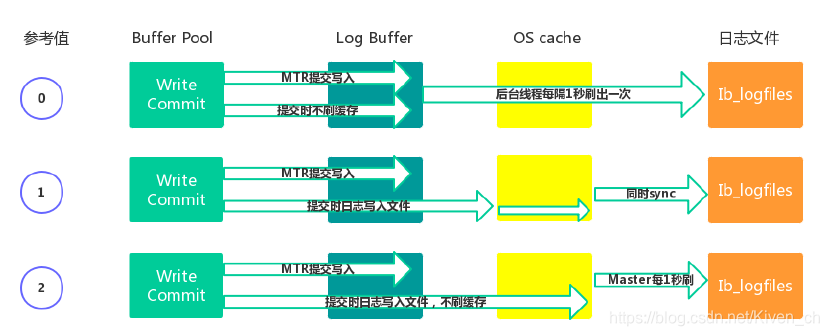 参考值 Buffer Pool Log Buffer OS cache 日志文件
0
Write
Commit
MTR提交写入
提交时不刷缓存
后台线程每隔1秒刷出一次
Ib_logfiles
1
Write
Commit
MTR提交写入
提交时日志写入文件
同时sync
Ib_logfiles
2
Write
Commit
MTR提交写入
提交时日志写入文件，不刷缓存
Master每1秒刷
Ib_logfiles
https://blog.csdn.net/Kiven_ch